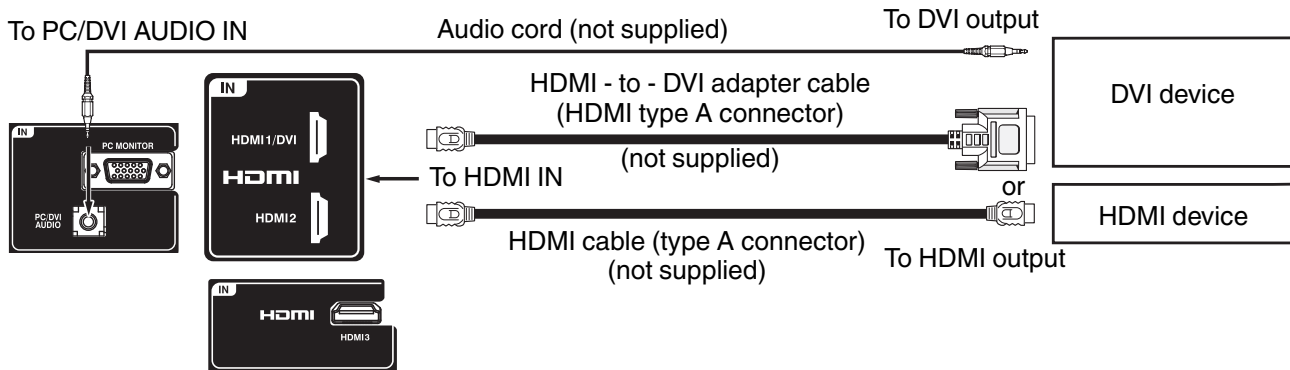 To PC/DVI AUDIO IN
Audio cord (not supplied)
To DVI output
IN
PC MONITOR
PC/DVI
AUDIO
IN
HDMI1/DVI
HDMI
HDMI2
HDMI - to - DVI adapter cable
(HDMI type A connector)
(not supplied)
To HDMI IN
HDMI cable (type A connector)
(not supplied)
DVI device
or
HDMI device
To HDMI output
IN
HDMI
HDMI3